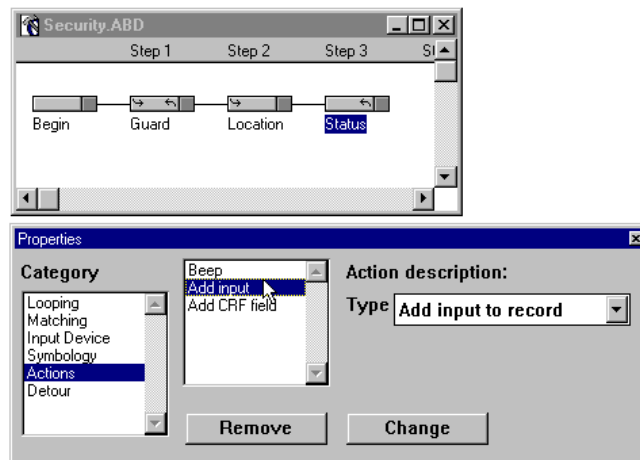 Security.ABD
Step 1 Step 2 Step 3 St
Begin Guard Location Status
Properties
Category
Looping
Matching
Input Device
Symbology
Actions
Detour
Beep
Add input
Add CRF field
Action description:
Type Add input to record
Remove Change